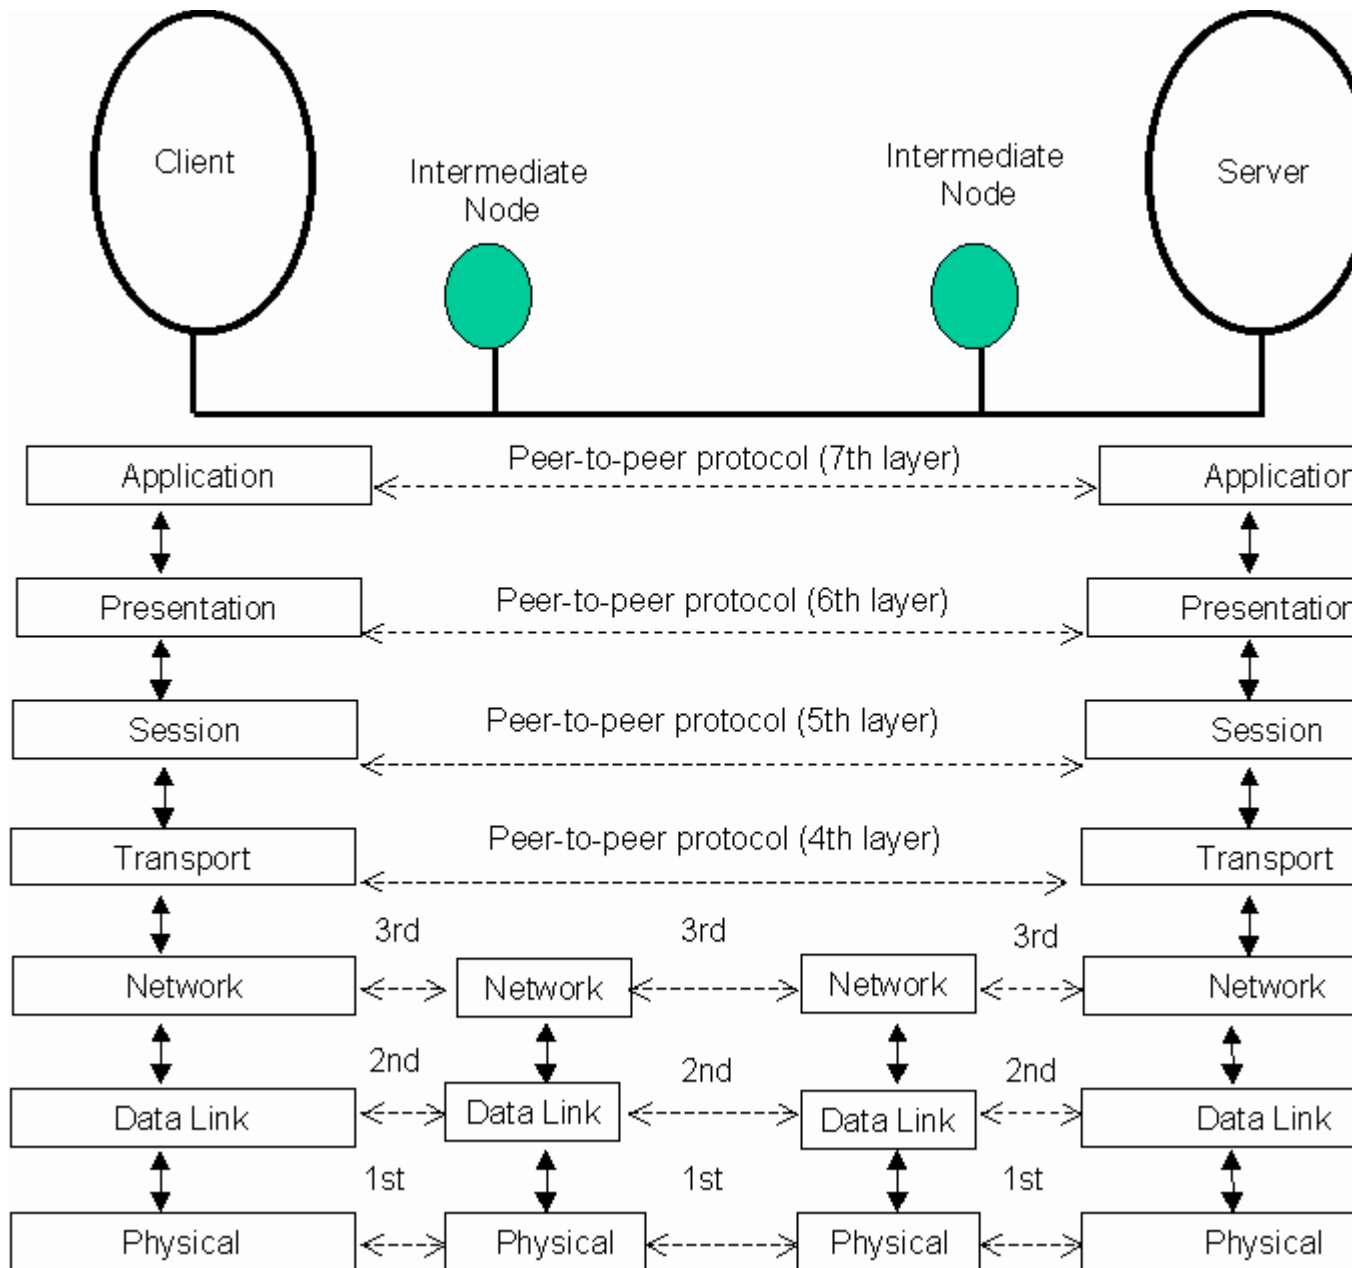 Client
Intermediate
Node
Intermediate
Node
Server
Application
Peer-to-peer protocol (7th layer)
Application
Presentation
Peer-to-peer protocol (6th layer)
Presentation
Session
Peer-to-peer protocol (5th layer)
Session
Transport
Peer-to-peer protocol (4th layer)
Transport
3rd
3rd
3rd
Network
Network
Network
Network
2nd
2nd
2nd
Data Link
Data Link
Data Link
Data Link
1st
1st
1st
Physical
Physical
Physical
Physical